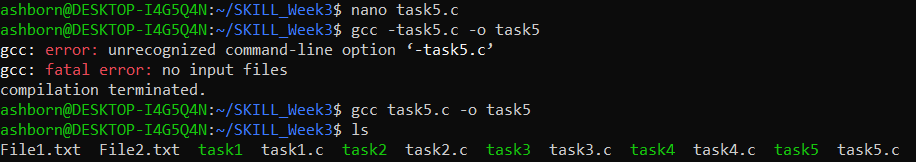 ashborn@DESKTOP-I4G5Q4N:~/SKILL_Week3$ nano task5.c
ashborn@DESKTOP-I4G5Q4N:~/SKILL_Week3$ gcc -task5.c -o task5
gcc: error: unrecognized command-line option ‘-task5.c’
gcc: fatal error: no input files
compilation terminated.
ashborn@DESKTOP-I4G5Q4N:~/SKILL_Week3$ gcc task5.c -o task5
ashborn@DESKTOP-I4G5Q4N:~/SKILL_Week3$ ls
File1.txt  File2.txt  task1  task1.c  task2  task2.c  task3  task3.c  task4  task4.c  task5  task5.c